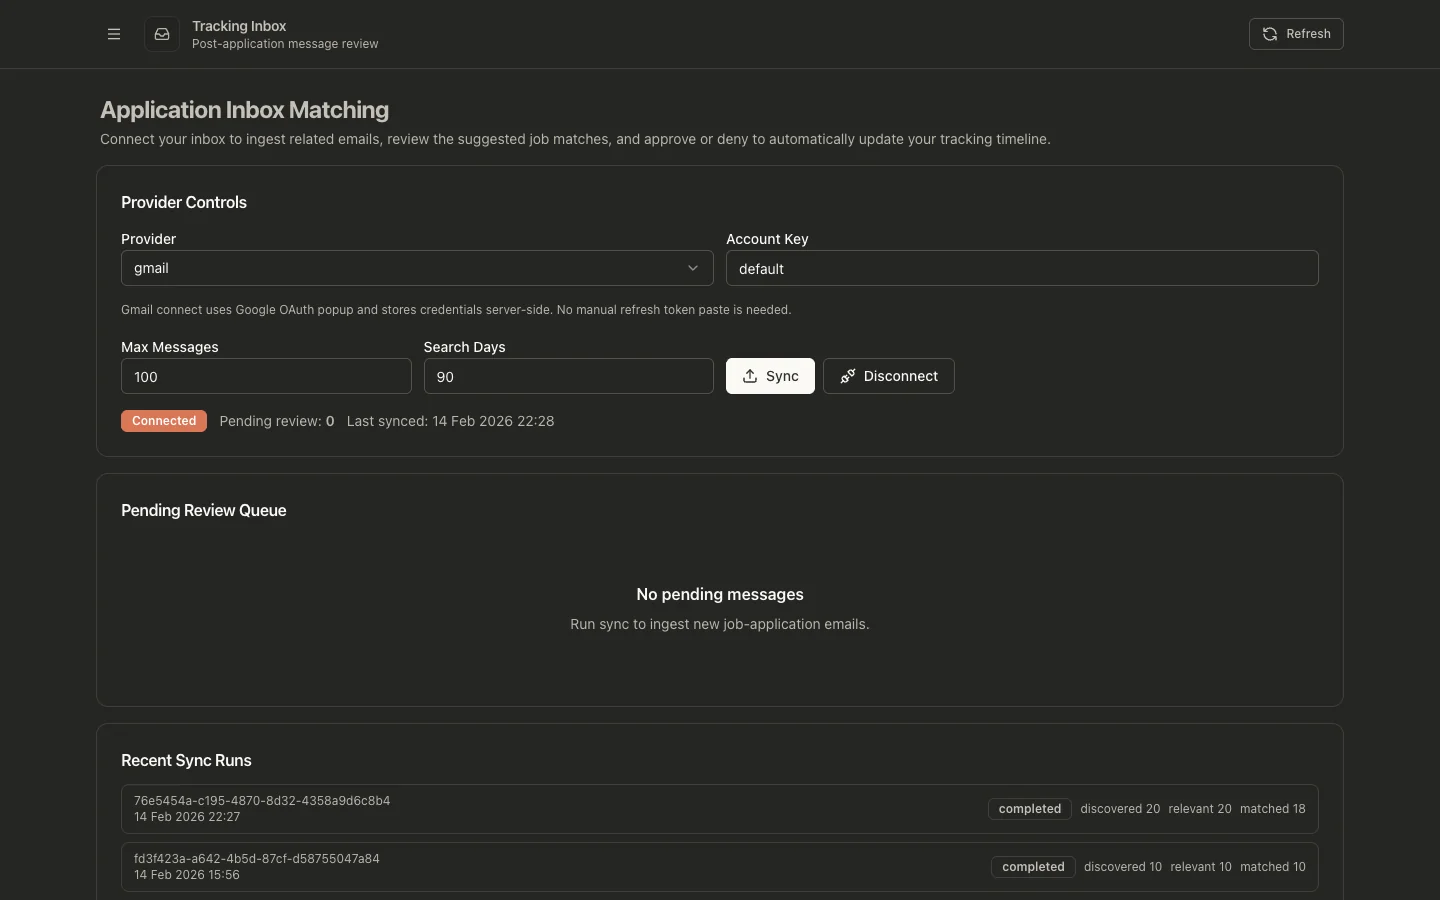 Tracking Inbox
Post-application message review
Refresh
Application Inbox Matching
Connect your inbox to ingest related emails, review the suggested job matches, and approve or deny to automatically update your tracking timeline.
Provider Controls
Provider
Account Key
gmail
default
Gmail connect uses Google OAuth popup and stores credentials server-side. No manual refresh token paste is needed.
Max Messages
Search Days
100
90
Sync
Disconnect
Connected
Pending review: 0
Last synced: 14 Feb 2026 22:28
Pending Review Queue
No pending messages
Run sync to ingest new job-application emails.
Recent Sync Runs
76e5454a-c195-4870-8d32-4358a9d6c8b4
14 Feb 2026 22:27
completed
discovered 20 relevant 20 matched 18
fd3f423a-a642-4b5d-87cf-d58755047a84
14 Feb 2026 15:56
completed
discovered 10 relevant 10 matched 10